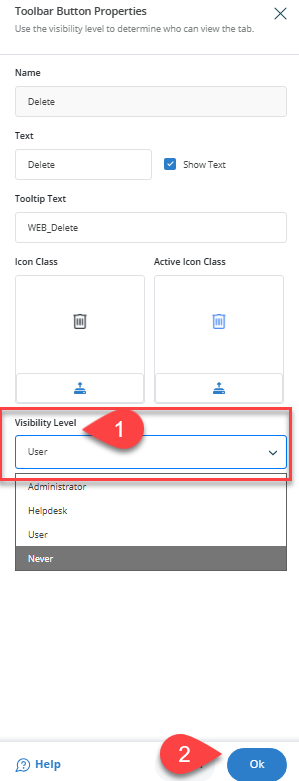 Toolbar Button Properties
Use the visibility level to determine who can view the tab.
Name
Delete
Text
Delete
Show Text
Tooltip Text
WEB_Delete
Icon Class
Active Icon Class
Visibility Level
1
User
Administrator
Helpdesk
User
Never
Help
2
Ok